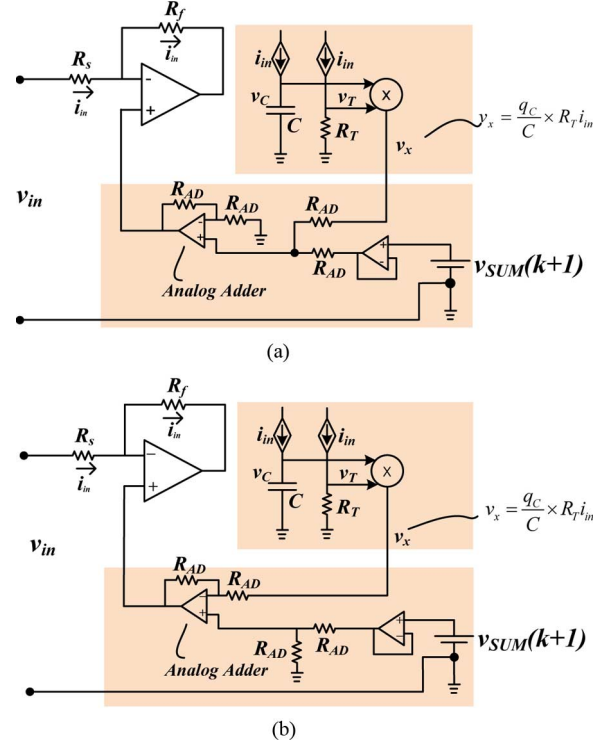 R_f
i_in
R_s
i_in
-
+
i_in
i_in
v_C
v_T
C
R_T
X
v_x
v_x = q_C/C × R_T i_in
v_in
R_AD
R_AD
R_AD
-
+
R_AD
+
-
v_SUM(k+1)
Analog Adder
(a)
R_f
i_in
R_s
i_in
−
+
i_in
i_in
v_C
v_T
C
R_T
X
v_x
v_x = q_C/C × R_T i_in
v_in
R_AD
R_AD
−
+
R_AD
R_AD
+
−
v_SUM(k+1)
Analog Adder
(b)